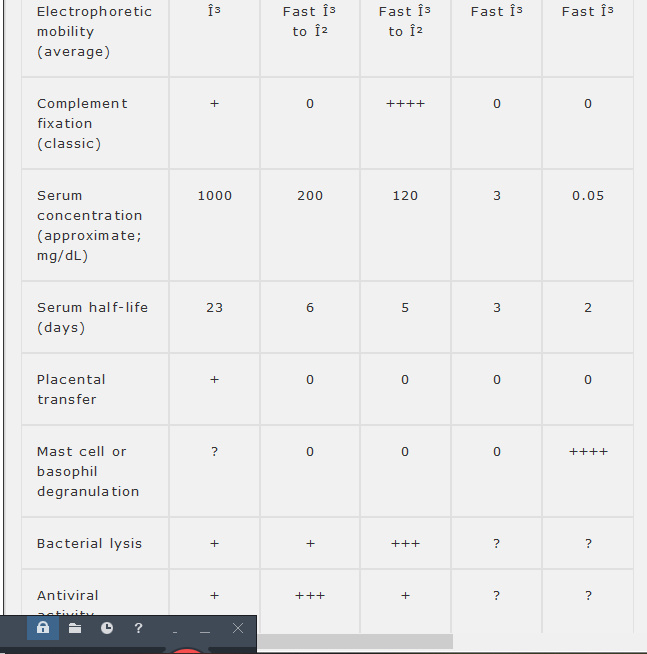 Electrophoretic mobility (average) Î³ Fast Î³ to Î² Fast Î³ to Î² Fast Î³ Fast Î³
Complement fixation (classic) + 0 ++++ 0 0
Serum concentration (approximate; mg/dL) 1000 200 120 3 0.05
Serum half-life (days) 23 6 5 3 2
Placental transfer + 0 0 0 0
Mast cell or basophil degranulation ? 0 0 0 ++++
Bacterial lysis + + +++ ? ?
Antiviral activity + +++ + ? ?
?